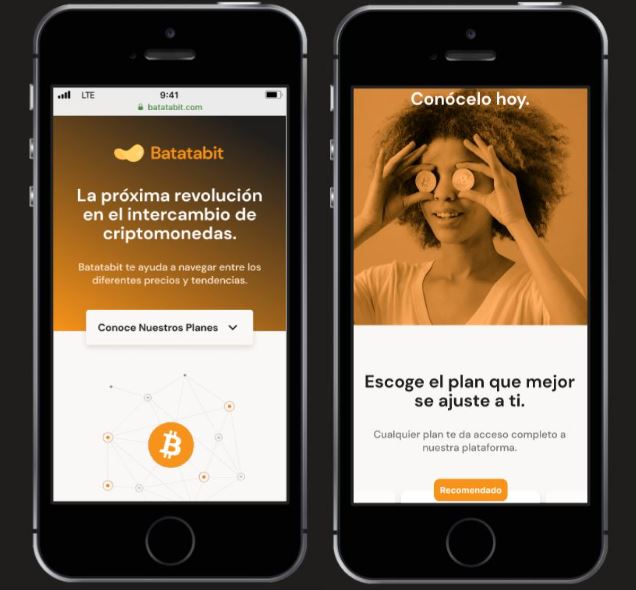 LTE
9:41
batatabit.com
Batatabit
La próxima revolución
en el intercambio de
criptomonedas.
Batatabit te ayuda a navegar entre los
diferentes precios y tendencias.
Conoce Nuestros Planes
Conócelo hoy.
Escoge el plan que mejor
se ajuste a ti.
Cualquier plan te da acceso completo a
nuestra plataforma.
Recomendado